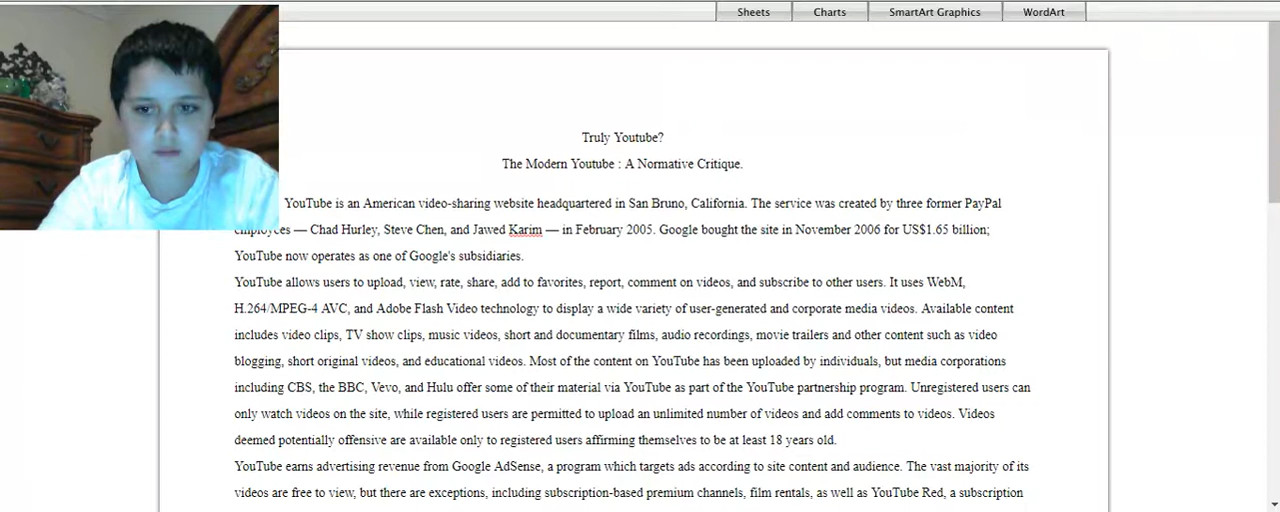 Sheets Charts SmartArt Graphics WordArt
Truly Youtube?
The Modern Youtube : A Normative Critique.
YouTube is an American video-sharing website headquartered in San Bruno, California. The service was created by three former PayPal
employees — Chad Hurley, Steve Chen, and Jawed Karim — in February 2005. Google bought the site in November 2006 for US$1.65 billion;
YouTube now operates as one of Google's subsidiaries.
YouTube allows users to upload, view, rate, share, add to favorites, report, comment on videos, and subscribe to other users. It uses WebM,
H.264/MPEG-4 AVC, and Adobe Flash Video technology to display a wide variety of user-generated and corporate media videos. Available content
includes video clips, TV show clips, music videos, short and documentary films, audio recordings, movie trailers and other content such as video
blogging, short original videos, and educational videos. Most of the content on YouTube has been uploaded by individuals, but media corporations
including CBS, the BBC, Vevo, and Hulu offer some of their material via YouTube as part of the YouTube partnership program. Unregistered users can
only watch videos on the site, while registered users are permitted to upload an unlimited number of videos and add comments to videos. Videos
deemed potentially offensive are available only to registered users affirming themselves to be at least 18 years old.
YouTube earns advertising revenue from Google AdSense, a program which targets ads according to site content and audience. The vast majority of its
videos are free to view, but there are exceptions, including subscription-based premium channels, film rentals, as well as YouTube Red, a subscription